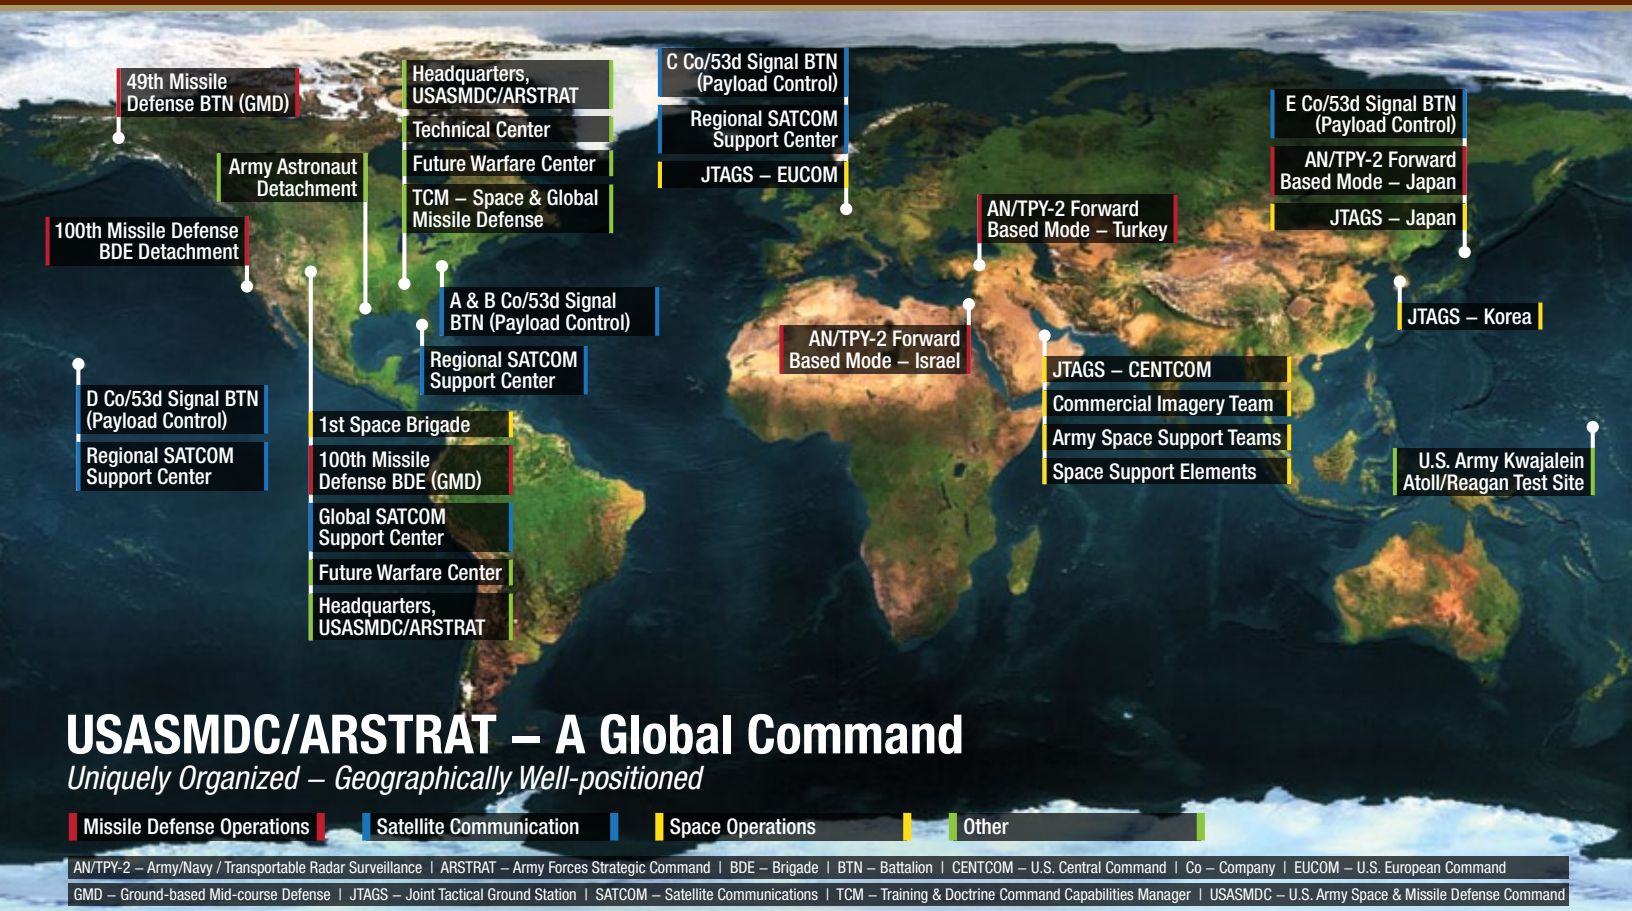 49th Missile
Defense BTN (GMD)
Army Astronaut
Detachment
100th Missile Defense
BDE Detachment
Headquarters,
USASMDC/ARSTRAT
Technical Center
Future Warfare Center
TCM – Space & Global
Missile Defense
A & B Co/53d Signal
BTN (Payload Control)
Regional SATCOM
Support Center
D Co/53d Signal BTN
(Payload Control)
Regional SATCOM
Support Center
1st Space Brigade
100th Missile
Defense BDE (GMD)
Global SATCOM
Support Center
Future Warfare Center
Headquarters,
USASMDC/ARSTRAT
C Co/53d Signal BTN
(Payload Control)
Regional SATCOM
Support Center
JTAGS – EUCOM
AN/TPY-2 Forward
Based Mode – Turkey
AN/TPY-2 Forward
Based Mode – Israel
JTAGS – CENTCOM
Commercial Imagery Team
Army Space Support Teams
Space Support Elements
E Co/53d Signal BTN
(Payload Control)
AN/TPY-2 Forward
Based Mode – Japan
JTAGS – Japan
JTAGS – Korea
U.S. Army Kwajalein
Atoll/Reagan Test Site
USASMDC/ARSTRAT – A Global Command
Uniquely Organized – Geographically Well-positioned
Missile Defense Operations
Satellite Communication
Space Operations
Other
AN/TPY-2 – Army/Navy / Transportable Radar Surveillance | ARSTRAT – Army Forces Strategic Command | BDE – Brigade | BTN – Battalion | CENTCOM – U.S. Central Command | Co – Company | EUCOM – U.S. European Command
GMD – Ground-based Mid-course Defense | JTAGS – Joint Tactical Ground Station | SATCOM – Satellite Communications | TCM – Training & Doctrine Command Capabilities Manager | USASMDC – U.S. Army Space & Missile Defense Command